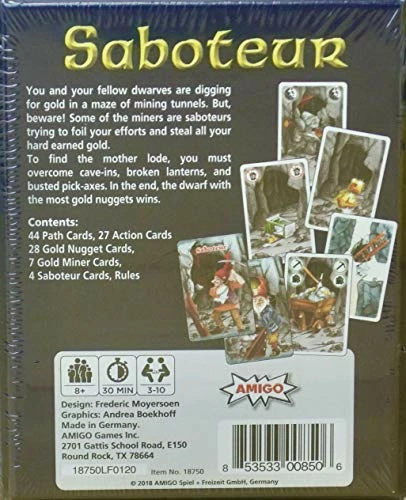 Saboteur
You and your fellow dwarves are digging
for gold in a maze of mining tunnels. But,
beware! Some of the miners are saboteurs
trying to foil your efforts and steal all your
hard earned gold.
To find the mother lode, you must
overcome cave-ins, broken lanterns, and
busted pick-axes. In the end, the dwarf with
the most gold nuggets wins.
Contents:
44 Path Cards, 27 Action Cards
28 Gold Nugget Cards,
7 Gold Miner Cards,
4 Saboteur Cards, Rules
Saboteur
8+ 30 MIN 3-10
AMIGO
Design: Frederic Moyersoen
Graphics: Andrea Boekhoff
Made in Germany.
AMIGO Games Inc.
2701 Gattis School Road, E150
Round Rock, TX 78664
18750LF0120
Item No. 18750
8 53533 00850 6
© 2018 AMIGO Spiel + Freizeit GmbH, Germany